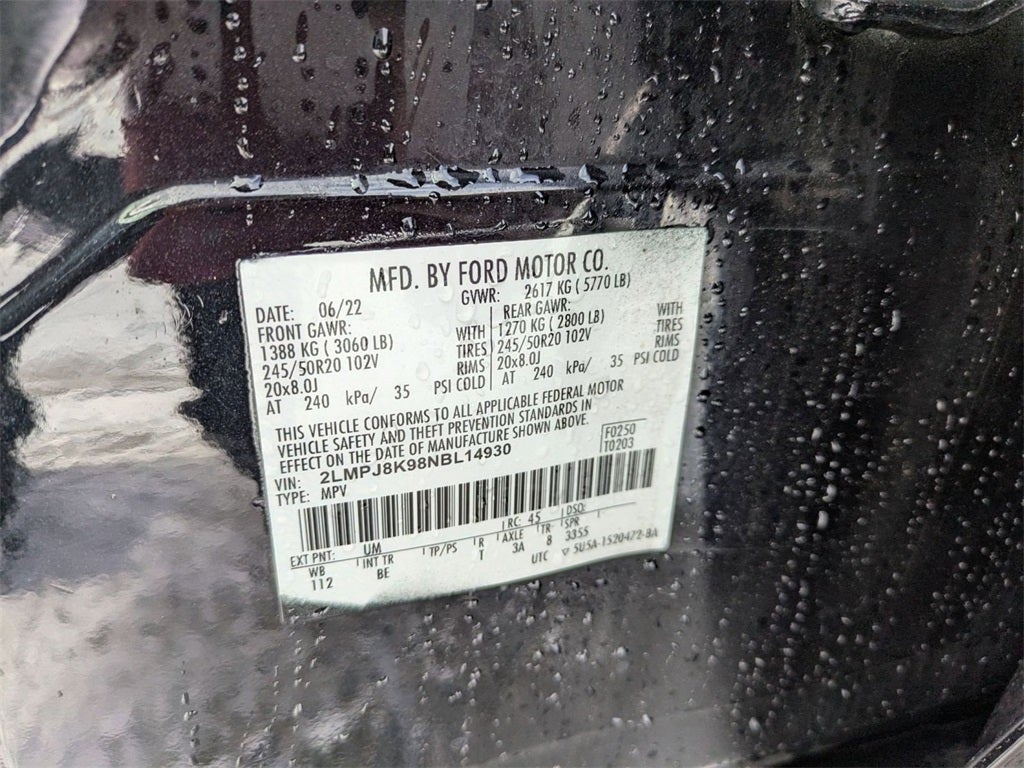 MFD. BY FORD MOTOR CO.
DATE: 06/22 GVWR: 2617 KG ( 5770 LB)
FRONT GAWR: WITH REAR GAWR: WITH
1388 KG ( 3060 LB) TIRES 1270 KG ( 2800 LB) TIRES
245/50R20 102V RIMS 245/50R20 102V RIMS
20x8.0J 20x8.0J
AT 240 kPa/ 35 PSI COLD AT 240 kPa/ 35 PSI COLD
THIS VEHICLE CONFORMS TO ALL APPLICABLE FEDERAL MOTOR
VEHICLE SAFETY AND THEFT PREVENTION STANDARDS IN
EFFECT ON THE DATE OF MANUFACTURE SHOWN ABOVE.
F0250
T0203
VIN: 2LMPJ8K98NBL14930
TYPE: MPV
EXT PNT: UM RC: 45 DSO:
WB INT TR TP/PS R AXLE TR SPR
112 BE T 3A 8 3355
UTC ▽ 5U5A-1520472-BA